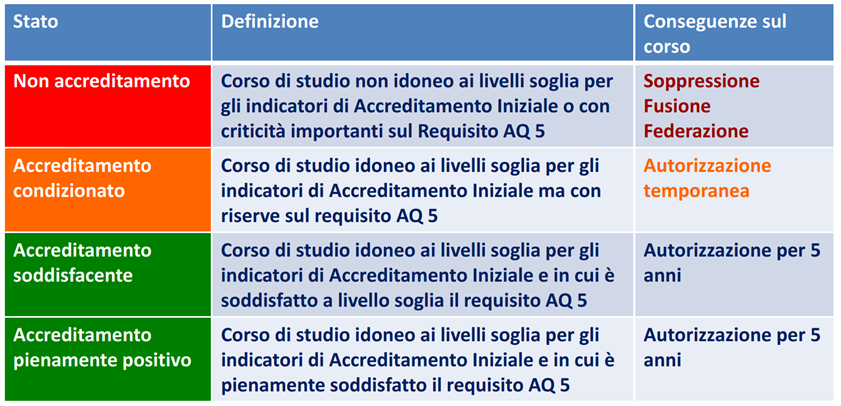 Stato
Definizione
Conseguenze sul
corso
Non accreditamento
Corso di studio non idoneo ai livelli soglia per
gli indicatori di Accreditamento Iniziale o con
criticità importanti sul Requisito AQ 5
Soppressione
Fusione
Federazione
Accreditamento
condizionato
Corso di studio idoneo ai livelli soglia per gli
indicatori di Accreditamento Iniziale ma con
riserve sul requisito AQ 5
Autorizzazione
temporanea
Accreditamento
soddisfacente
Corso di studio idoneo ai livelli soglia per gli
indicatori di Accreditamento Iniziale e in cui è
soddisfatto a livello soglia il requisito AQ 5
Autorizzazione per 5
anni
Accreditamento
pienamente positivo
Corso di studio idoneo ai livelli soglia per gli
indicatori di Accreditamento Iniziale e in cui è
pienamente soddisfatto il requisito AQ 5
Autorizzazione per 5
anni